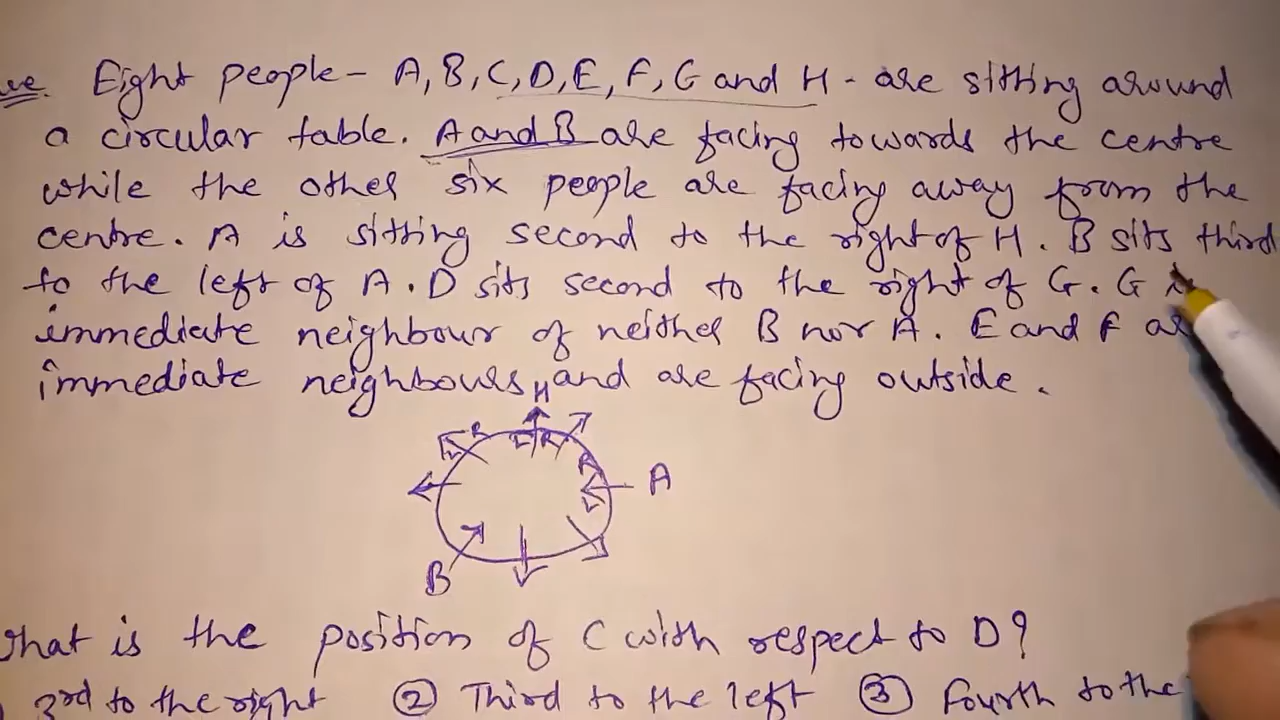 Eight people - A, B, C, D, E, F, G and H - are sitting around
a circular table. A and B are facing towards the centre
while the other six people are facing away from the
centre. A is sitting second to the right of H. B sits third
to the left of A. D sits second to the right of G. G
immediate neighbour of neither B nor A. E and F
immediate neighbours, and are facing outside.
H
R
L R
R
A
L
B
what is the position of C with respect to D?
3rd to the right ② Third to the left ③ fourth to the